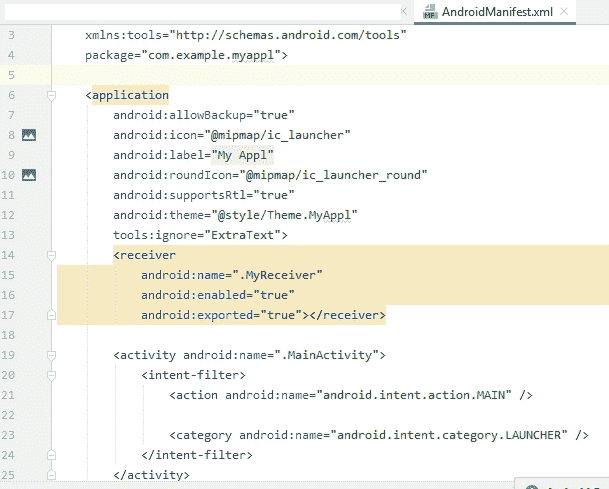 AndroidManifest.xml
3 xmlns:tools="http://schemas.android.com/tools"
4 package="com.example.myappl">
5
6 <application
7 android:allowBackup="true"
8 android:icon="@mipmap/ic_launcher"
9 android:label="My Appl"
10 android:roundIcon="@mipmap/ic_launcher_round"
11 android:supportsRtl="true"
12 android:theme="@style/Theme.MyAppl"
13 tools:ignore="ExtraText">
14 <receiver
15 android:name=".MyReceiver"
16 android:enabled="true"
17 android:exported="true"></receiver>
18
19 <activity android:name=".MainActivity">
20 <intent-filter>
21 <action android:name="android.intent.action.MAIN" />
22
23 <category android:name="android.intent.category.LAUNCHER" />
24 </intent-filter>
25 </activity>